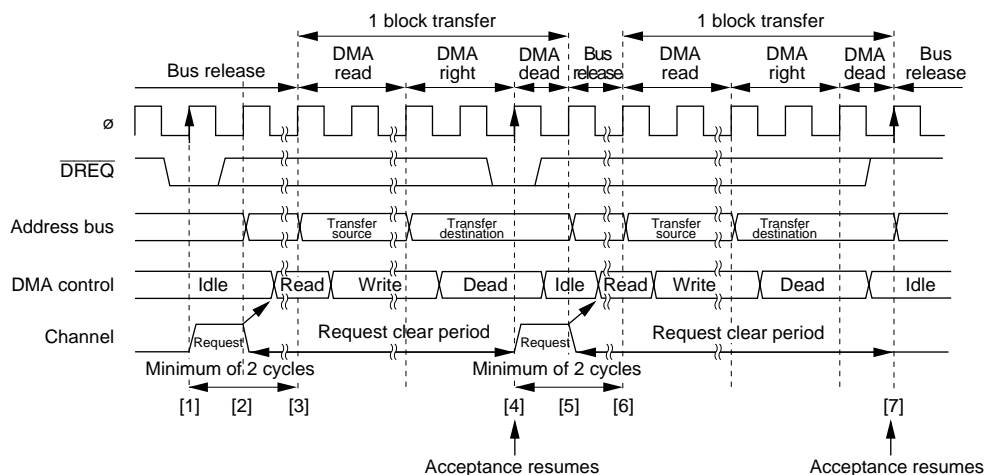 1 block transfer 1 block transfer
Bus release DMA read DMA right DMA dead Bus release DMA read DMA right DMA dead Bus release
ø
DREQ
Address bus Transfer source Transfer destination Transfer source Transfer destination
DMA control Idle Read Write Dead Idle Read Write Dead Idle
Channel Request Request clear period Request Request clear period
Minimum of 2 cycles Minimum of 2 cycles
[1] [2] [3] [4] [5] [6] [7]
Acceptance resumes Acceptance resumes